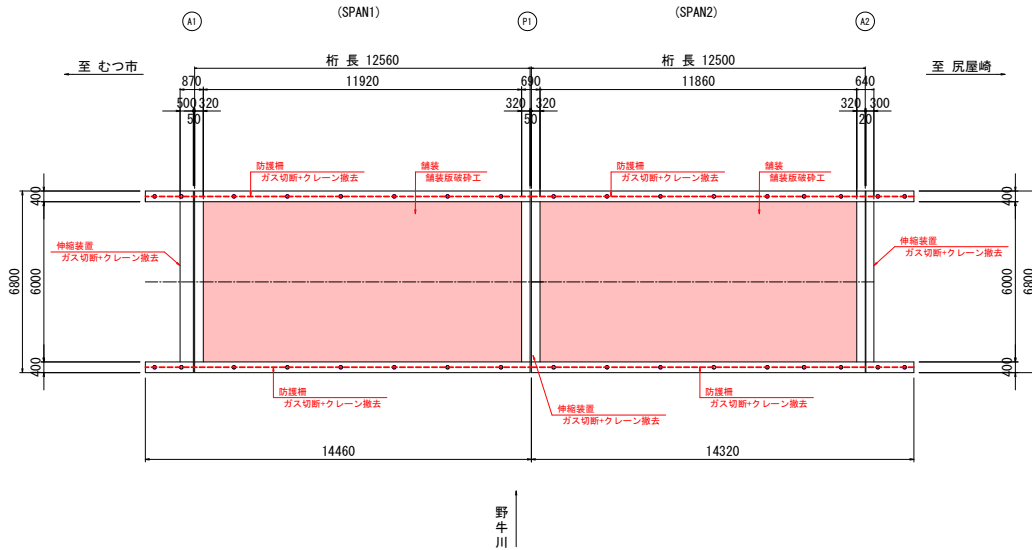 (SPAN1)
(SPAN2)
A1
P1
A2
至 むつ市
桁 長 12560
桁 長 12500
至 尻屋崎
870
11920
690
11860
640
500
320
320
320
320
300
50
50
20
防護柵
ガス切断+クレーン撤去
舗装
舗装版破砕工
防護柵
ガス切断+クレーン撤去
舗装
舗装版破砕工
400
400
伸縮装置
ガス切断+クレーン撤去
伸縮装置
ガス切断+クレーン撤去
6800
6000
6000
6800
400
400
防護柵
ガス切断+クレーン撤去
防護柵
ガス切断+クレーン撤去
伸縮装置
ガス切断+クレーン撤去
14460
14320
野牛川